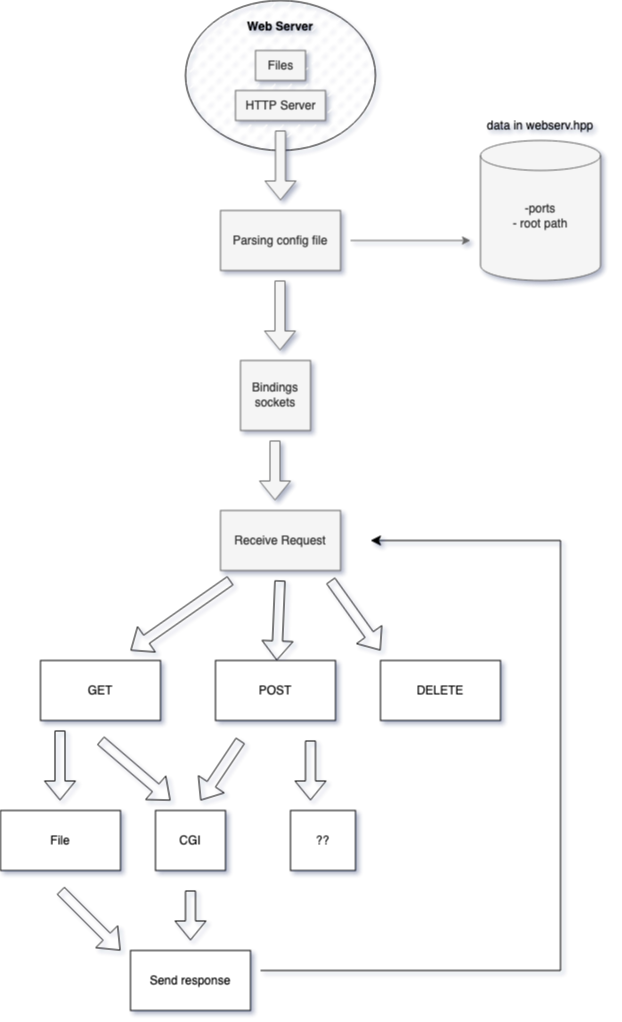 Web Server
Files
HTTP Server
data in webserv.hpp
-ports
- root path
Parsing config file
Bindings
sockets
Receive Request
GET
POST
DELETE
File
CGI
??
Send response